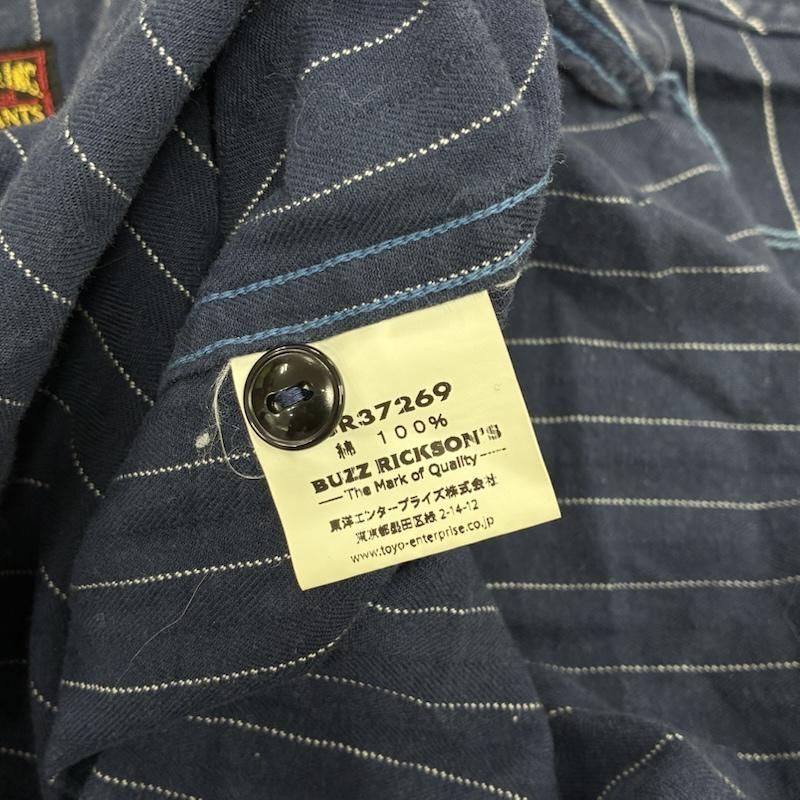 ANTS
R37269
綿 100%
BUZZ RICKSON'S
The Mark of Quality
東洋エンタープライズ株式会社
東京都墨田区緑 2-14-12
www.toyo-enterprise.co.jp